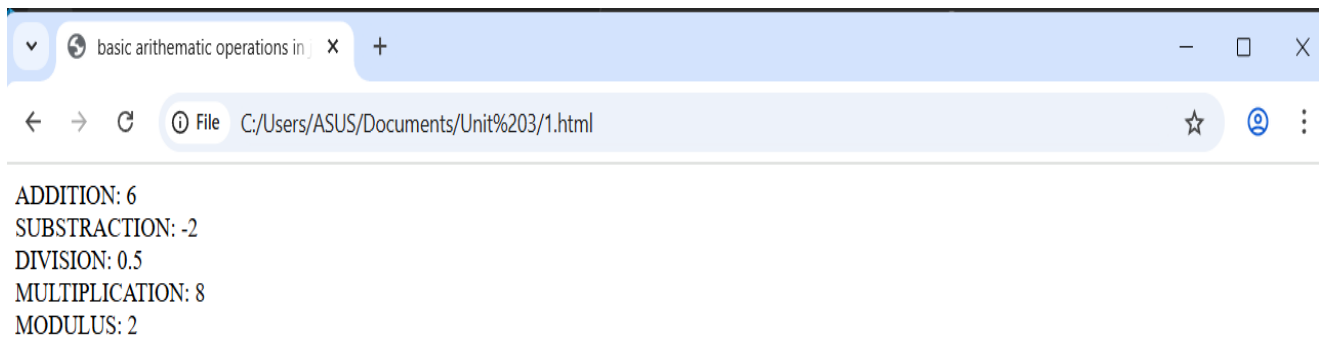 basic arithematic operations in
File C:/Users/ASUS/Documents/Unit%203/1.html
ADDITION: 6
SUBSTRACTION: -2
DIVISION: 0.5
MULTIPLICATION: 8
MODULUS: 2